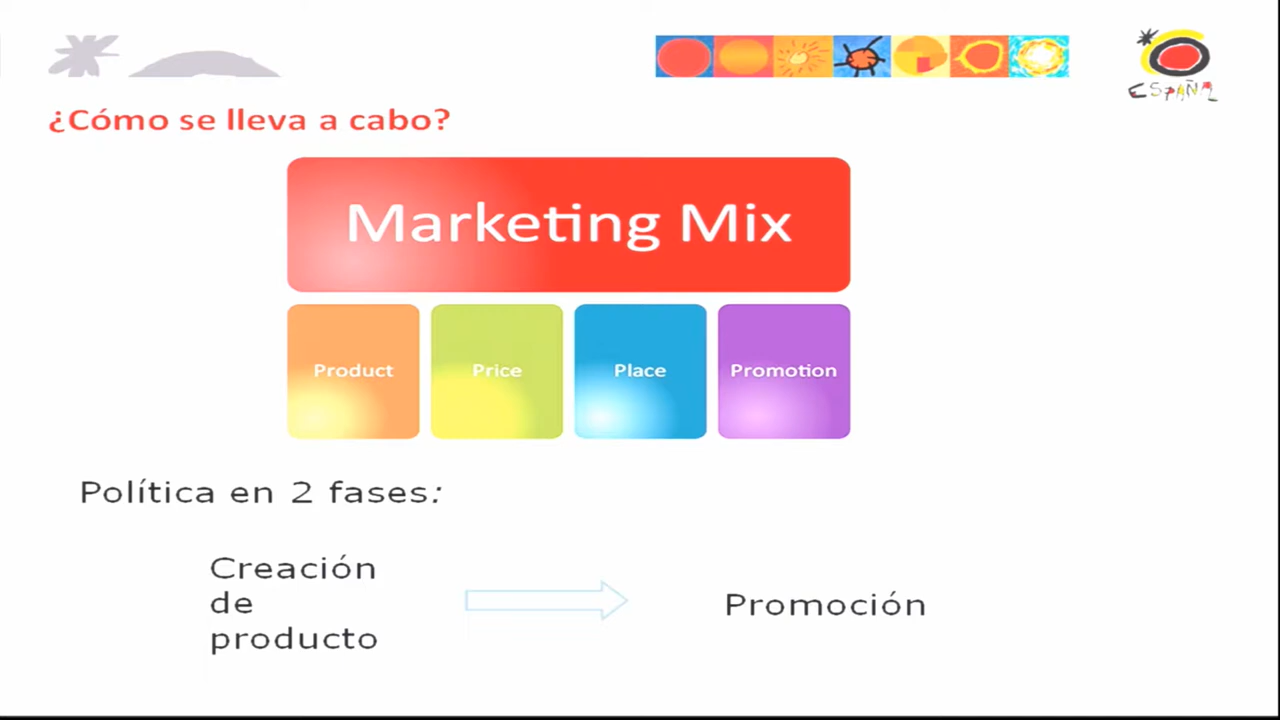 ESPAÑA
¿Cómo se lleva a cabo?
Marketing Mix
Product
Price
Place
Promotion
Política en 2 fases:
Creación
de
producto
Promoción